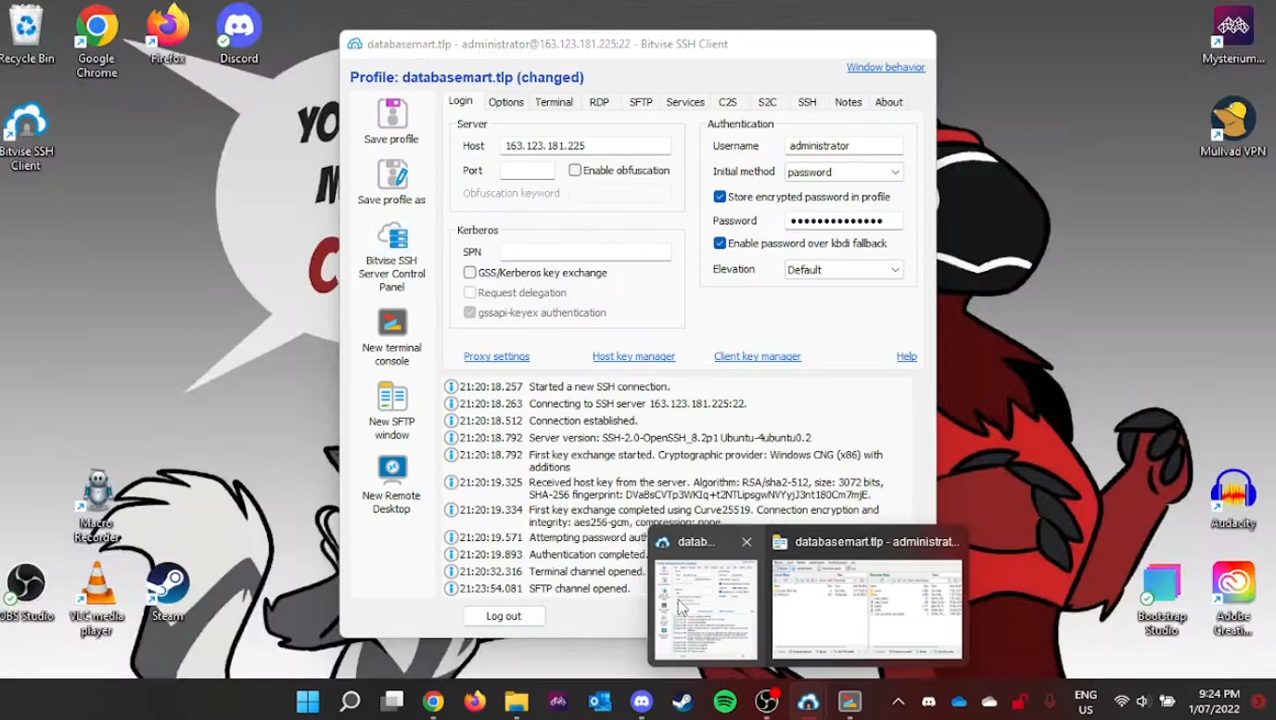 Recycle Bin
Google Chrome
Firefox
Discord
Mysterium...
Bitvise SSH Client
Mullvad VPN
YO
M
C
databasemart.tlp - administrator@163.123.181.225:22 - Bitvise SSH Client
Profile: databasemart.tlp (changed)
Window behavior
Save profile
Save profile as
Bitvise SSH Server Control Panel
New terminal console
New SFTP window
New Remote Desktop
Login Options Terminal RDP SFTP Services C2S S2C SSH Notes About
Server
Host 163.123.181.225
Port
Enable obfuscation
Obfuscation keyword
Kerberos
SPN
GSS/Kerberos key exchange
Request delegation
gssapi-keyex authentication
Authentication
Username administrator
Initial method password
Store encrypted password in profile
Password ••••••••••••••
Enable password over kbdi fallback
Elevation Default
Proxy settings Host key manager Client key manager Help
21:20:18.257 Started a new SSH connection.
21:20:18.263 Connecting to SSH server 163.123.181.225:22.
21:20:18.512 Connection established.
21:20:18.792 Server version: SSH-2.0-OpenSSH_8.2p1 Ubuntu-4ubuntu0.2
21:20:18.792 First key exchange started. Cryptographic provider: Windows CNG (x86) with
additions
21:20:19.325 Received host key from the server. Algorithm: RSA/sha2-512, size: 3072 bits,
SHA-256 fingerprint: DVaBsCVTp3WKIq+t2NTLipsgwNVYyjJ3nt180Cm7mjE.
21:20:19.334 First key exchange completed using Curve25519. Connection encryption and
integrity: aes256-gcm, compression: none.
21:20:19.571 Attempting password au
21:20:19.893 Authentication completed.
21:20:32.316 Terminal channel opened.
21:23:54.081 SFTP channel opened.
datab...
databasemart.tlp - administrat...
Macro Recorder
Studio
VLC media player
Steam
Audacity
Streamlabs
Adobe Creati...
ENG
US
9:24 PM
1/07/2022